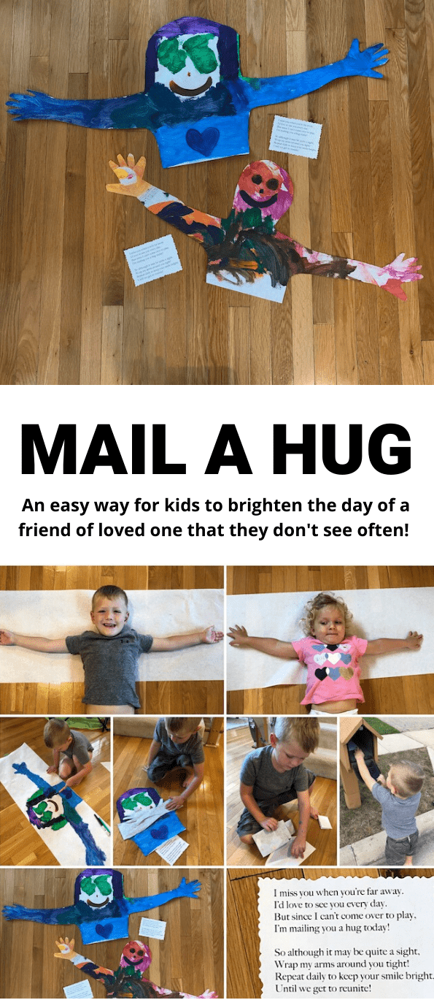 MAIL A HUG
An easy way for kids to brighten the day of a
friend of loved one that they don't see often!
I miss you when you're far away.
I'd love to see you every day.
But since I can't come over to play,
I'm mailing you a hug today!
So although it may be quite a sight,
Wrap my arms around you tight!
Repeat daily to keep your smile bright.
Until we get to reunite!